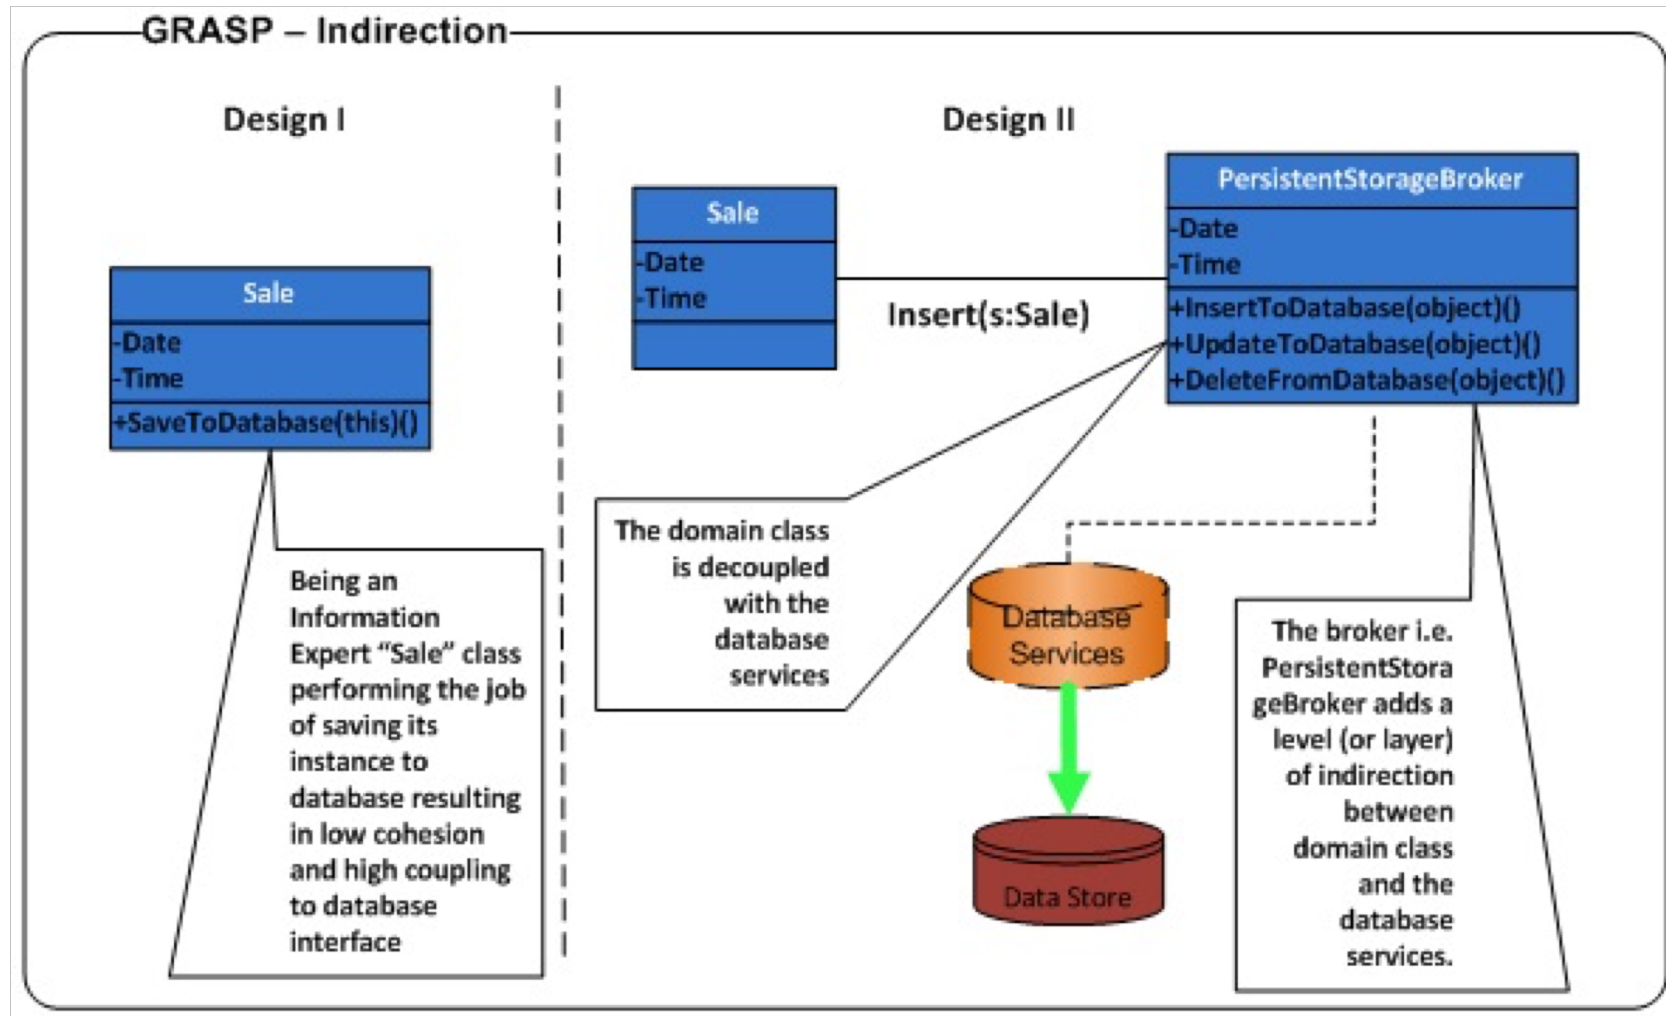 GRASP – Indirection
Design I
Sale
-Date
-Time
+SaveToDatabase(this)()
Being an
Information
Expert “Sale” class
performing the job
of saving its
instance to
database resulting
in low cohesion
and high coupling
to database
interface
Design II
Sale
-Date
-Time
Insert(s:Sale)
PersistentStorageBroker
-Date
-Time
+InsertToDatabase(object)()
+UpdateToDatabase(object)()
+DeleteFromDatabase(object)()
The domain class
is decoupled
with the
database
services
Database
Services
Data Store
The broker i.e.
PersistentStora
geBroker adds a
level (or layer)
of indirection
between
domain class
and the
database
services.